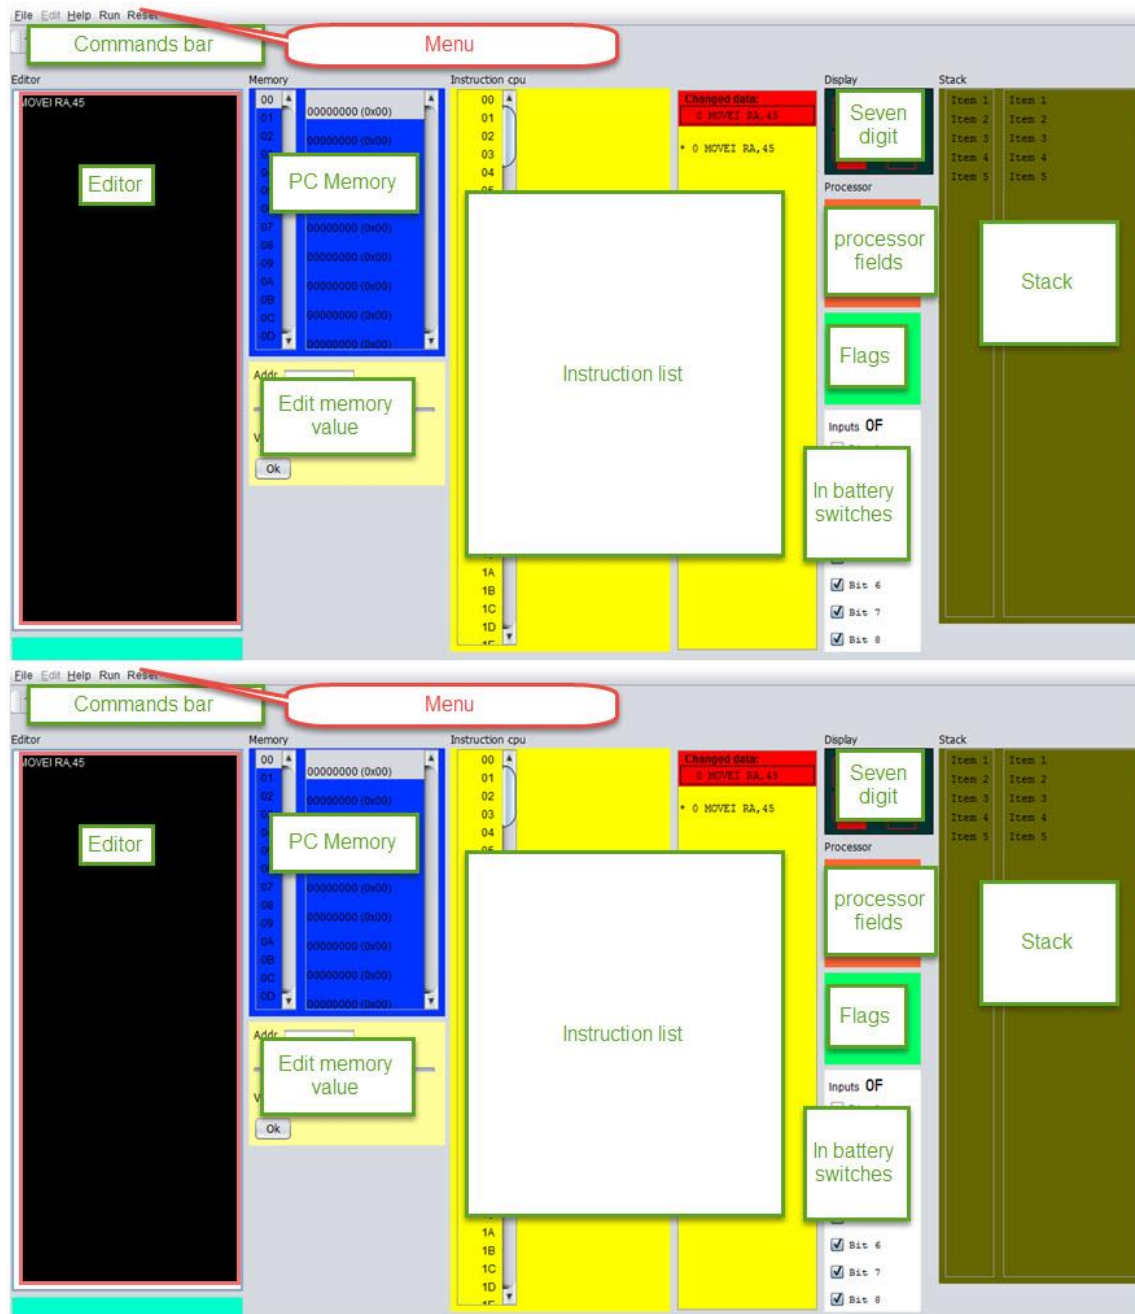 File Edit Help Run Reset
Commands bar
Menu
Editor
Memory
Instruction cpu
Display
Stack
MOVEI RA,45
Editor
00
01
02
07
08
09
0A
0B
0C
0D
00000000 (0x00)
00000000 (0x00)
PC Memory
00000000 (0x00)
00000000 (0x00)
00000000 (0x00)
00000000 (0x00)
00000000 (0x00)
Addr
Edit memory
value
Ok
00
01
02
03
04
05
Instruction list
1A
1B
1C
1D
1E
Changed data:
0 MOVEI RA,45
* 0 MOVEI RA,45
Seven
digit
Processor
processor
fields
Flags
Inputs 0F
In battery
switches
Bit 6
Bit 7
Bit 8
Item 1 Item 1
Item 2 Item 2
Item 3 Item 3
Item 4 Item 4
Item 5 Item 5
Stack
File Edit Help Run Reset
Commands bar
Menu
Editor
Memory
Instruction cpu
Display
Stack
MOVEI RA,45
Editor
00
01
02
07
08
09
0A
0B
0C
0D
00000000 (0x00)
00000000 (0x00)
PC Memory
00000000 (0x00)
00000000 (0x00)
00000000 (0x00)
00000000 (0x00)
00000000 (0x00)
Addr
Edit memory
value
Ok
00
01
02
03
04
05
Instruction list
1A
1B
1C
1D
1E
Changed data:
0 MOVEI RA,45
* 0 MOVEI RA,45
Seven
digit
Processor
processor
fields
Flags
Inputs 0F
In battery
switches
Bit 6
Bit 7
Bit 8
Item 1 Item 1
Item 2 Item 2
Item 3 Item 3
Item 4 Item 4
Item 5 Item 5
Stack